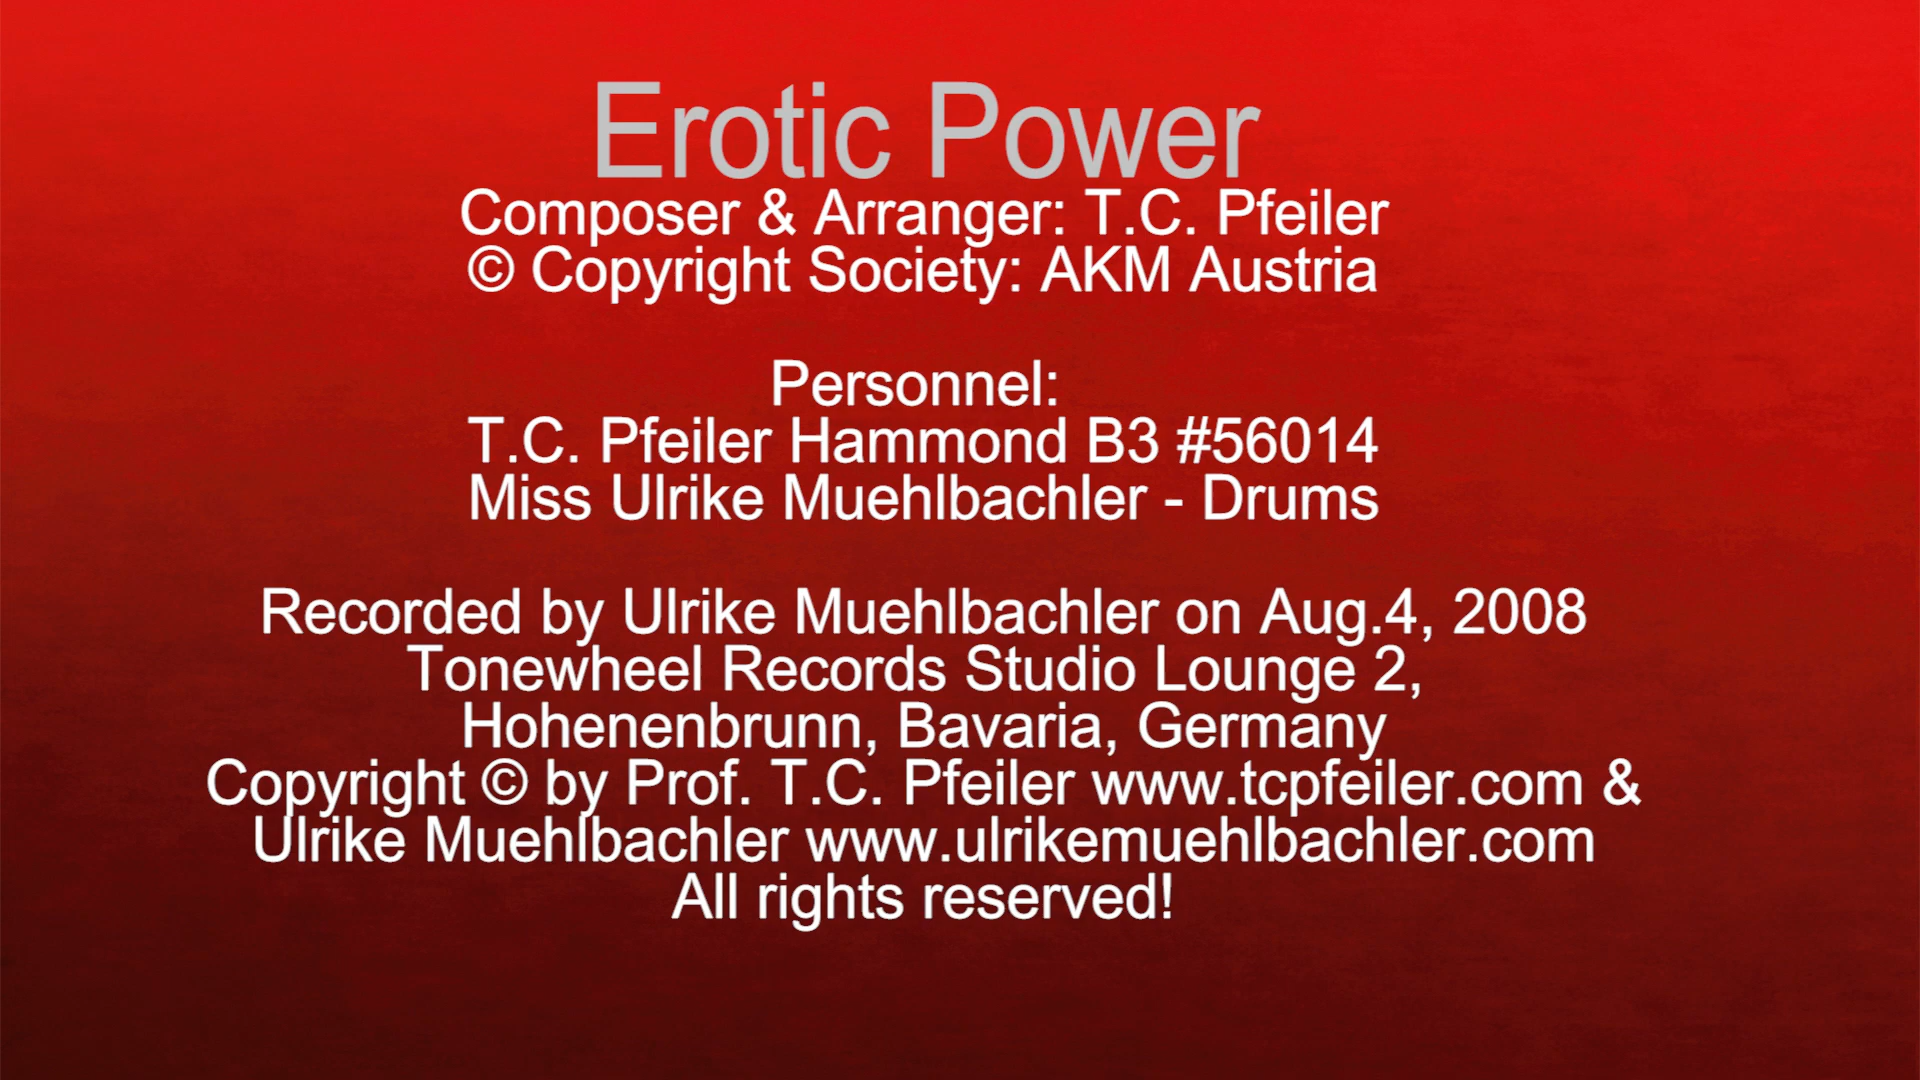 Erotic Power
Composer & Arranger: T.C. Pfeiler
© Copyright Society: AKM Austria
Personnel:
T.C. Pfeiler Hammond B3 #56014
Miss Ulrike Muehlbachler - Drums
Recorded by Ulrike Muehlbachler on Aug.4, 2008
Tonewheel Records Studio Lounge 2,
Hohenenbrunn, Bavaria, Germany
Copyright © by Prof. T.C. Pfeiler www.tcpfeiler.com &
Ulrike Muehlbachler www.ulrikemuehlbachler.com
All rights reserved!